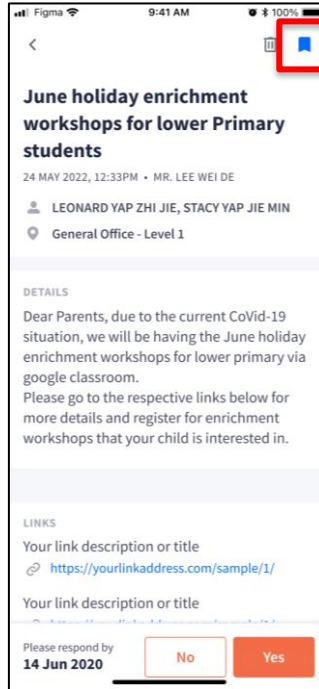 Figma 9:41 AM 100%
June holiday enrichment
workshops for lower Primary
students
24 MAY 2022, 12:33PM • MR. LEE WEI DE
LEONARD YAP ZHI JIE, STACY YAP JIE MIN
General Office - Level 1
DETAILS
Dear Parents, due to the current CoVid-19
situation, we will be having the June holiday
enrichment workshops for lower primary via
google classroom.
Please go to the respective links below for
more details and register for enrichment
workshops that your child is interested in.
LINKS
Your link description or title
https://yourlinkaddress.com/sample/1/
Your link description or title
Please respond by
14 Jun 2020
No
Yes